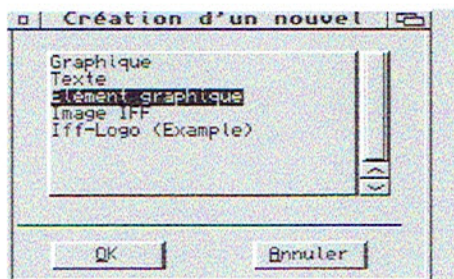 Création d'un nouvel
Graphique
Texte
Elément graphique
Image IFF
Iff-Logo (Example)
OK
Annuler